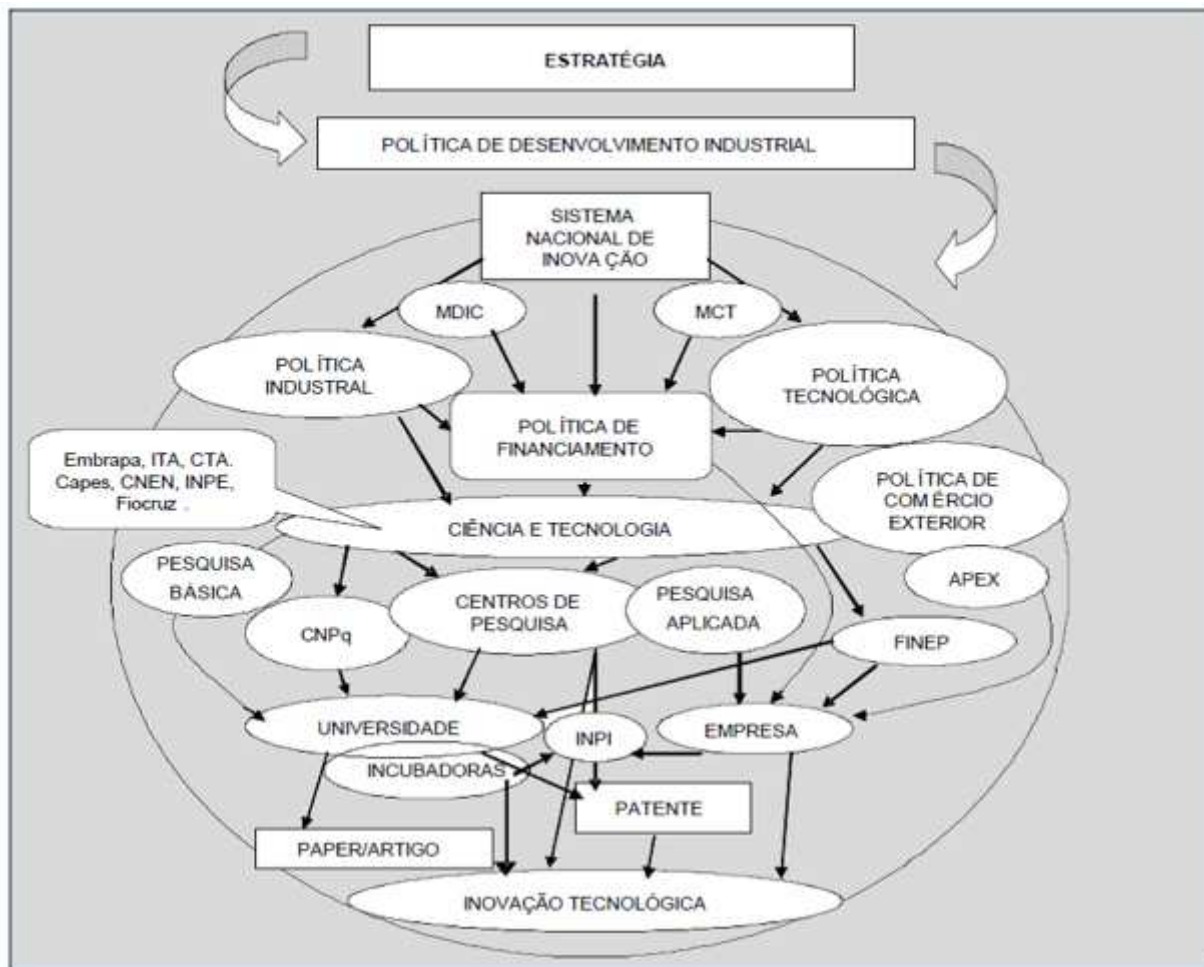 ESTRATÉGIA
POLÍTICA DE DESENVOLVIMENTO INDUSTRIAL
SISTEMA
NACIONAL DE
INOVAÇÃO
MDIC
MCT
POLÍTICA
INDUSTRAL
POLÍTICA
TECNOLÓGICA
POLÍTICA DE
FINANCIAMENTO
Embrapa, ITA, CTA.
Capes, CNEN, INPE,
Fiocruz .
POLÍTICA DE
COMÉRCIO
EXTERIOR
CIÊNCIA E TECNOLOGIA
PESQUISA
BÁSICA
CENTROS DE
PESQUISA
PESQUISA
APLICADA
APEX
CNPq
FINEP
UNIVERSIDADE
INPI
EMPRESA
INCUBADORAS
PATENTE
PAPER/ARTIGO
INOVAÇÃO TECNOLÓGICA